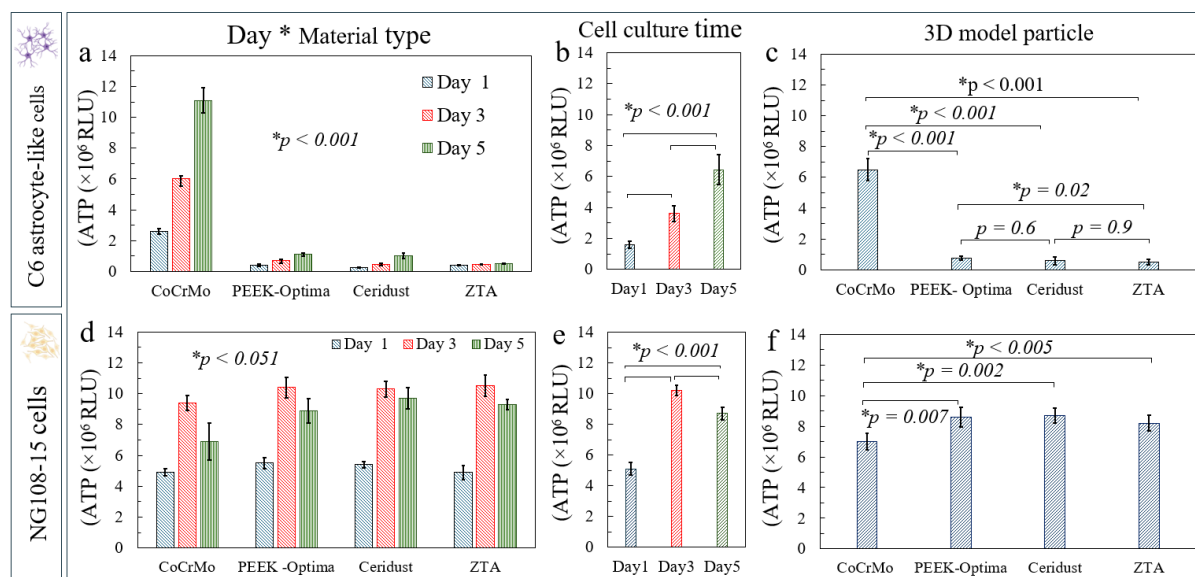 C6 astrocyte-like cells
Day * Material type
a
(ATP (×10⁶ RLU)
14
12
10
8
6
4
2
0
Day 1
Day 3
Day 5
*p < 0.001
CoCrMo PEEK-Optima Ceridust ZTA
Cell culture time
b
(ATP (×10⁶ RLU)
14
12
10
8
6
4
2
0
*p < 0.001
Day1 Day3 Day5
3D model particle
c
(ATP (×10⁶ RLU)
14
12
10
8
6
4
2
0
*p < 0.001
*p < 0.001
*p < 0.001
*p = 0.02
p = 0.6
p = 0.9
CoCrMo PEEK- Optima Ceridust ZTA
NG108-15 cells
d
(ATP (×10⁶ RLU)
14
12
10
8
6
4
2
0
Day 1 Day 3 Day 5
*p < 0.051
CoCrMo PEEK -Optima Ceridust ZTA
e
(ATP (×10⁶ RLU)
14
12
10
8
6
4
2
0
*p < 0.001
Day1 Day3 Day5
f
(ATP (×10⁶ RLU)
14
12
10
8
6
4
2
0
*p < 0.005
*p = 0.002
*p = 0.007
CoCrMo PEEK-Optima Ceridust ZTA